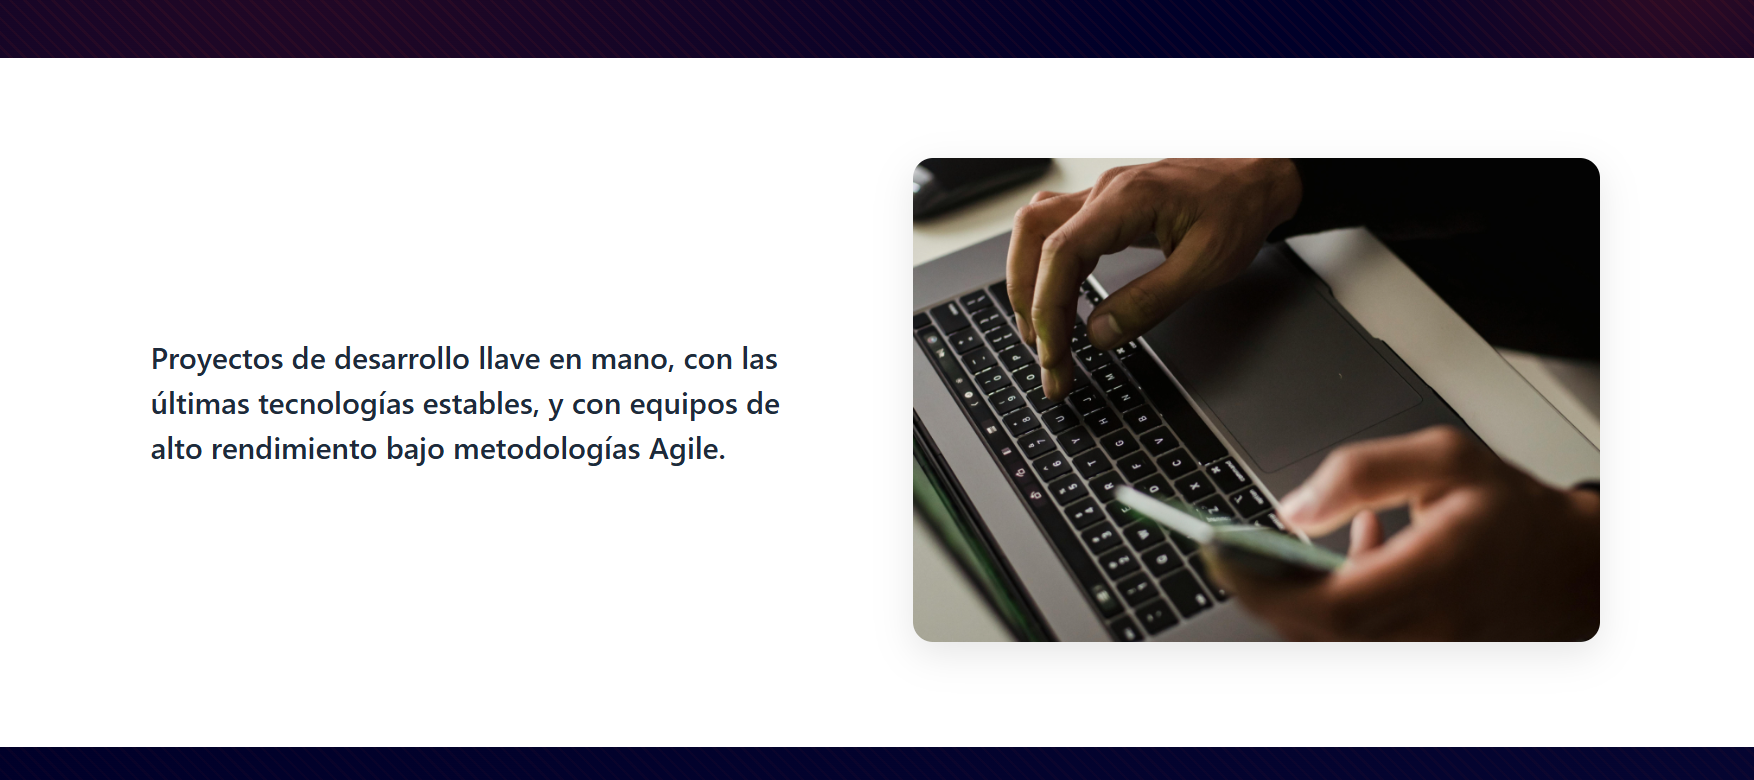 Proyectos de desarrollo llave en mano, con las
últimas tecnologías estables, y con equipos de
alto rendimiento bajo metodologías Agile.